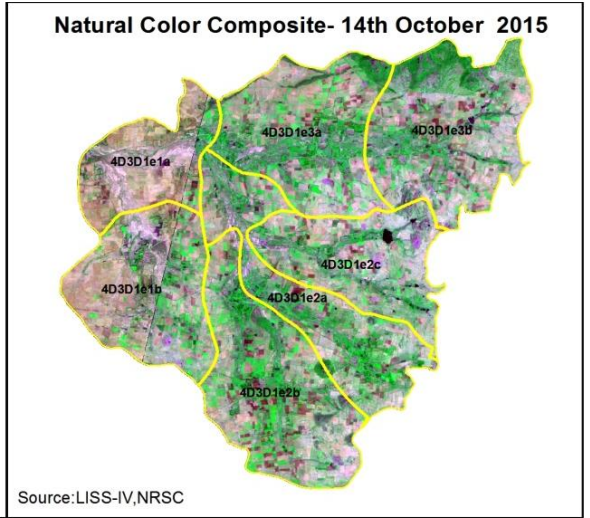 Natural Color Composite- 14th October 2015
4D3D1e3a
4D3D1e3b
4D3D1e1a
4D3D1e2c
4D3D1e1b
4D3D1e2a
4D3D1e2b
Source:LISS-IV,NRSC